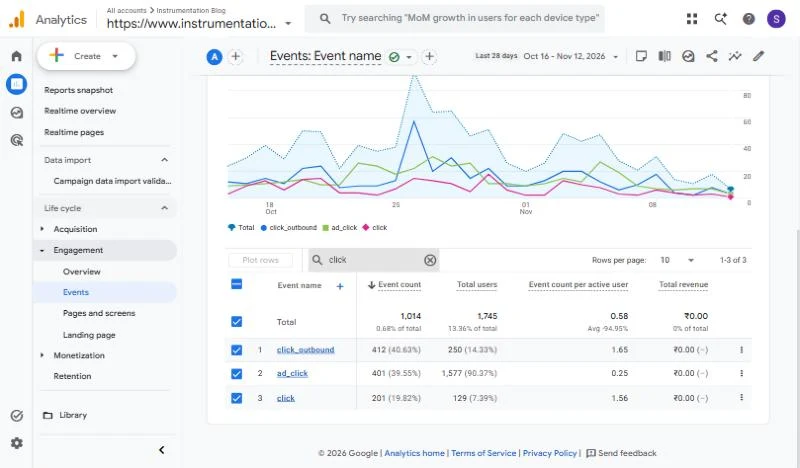 Analytics
All accounts > Instrumentation Blog
https://www.instrumentatio...
Try searching "MoM growth in users for each device type"
S
Create
A
Events: Event name
Last 28 days Oct 16 - Nov 12, 2026
Reports snapshot
Realtime overview
Realtime pages
Data import
Campaign data import valida...
Life cycle
Acquisition
Engagement
Overview
Events
Pages and screens
Landing page
Monetization
Retention
Library
80
60
40
20
0
18
Oct
25
01
Nov
08
Total click_outbound ad_click click
Plot rows
click
Rows per page: 10 1-3 of 3
Event name Event count Total users Event count per active user Total revenue
Total 1,014 1,745 0.58 ₹0.00
0.68% of total 13.36% of total Avg -94.95% 0% of total
1 click_outbound 412 (40.63%) 250 (14.33%) 1.65 ₹0.00 (–)
2 ad_click 401 (39.55%) 1,577 (90.37%) 0.25 ₹0.00 (–)
3 click 201 (19.82%) 129 (7.39%) 1.56 ₹0.00 (–)
© 2026 Google | Analytics home | Terms of Service | Privacy Policy | Send feedback